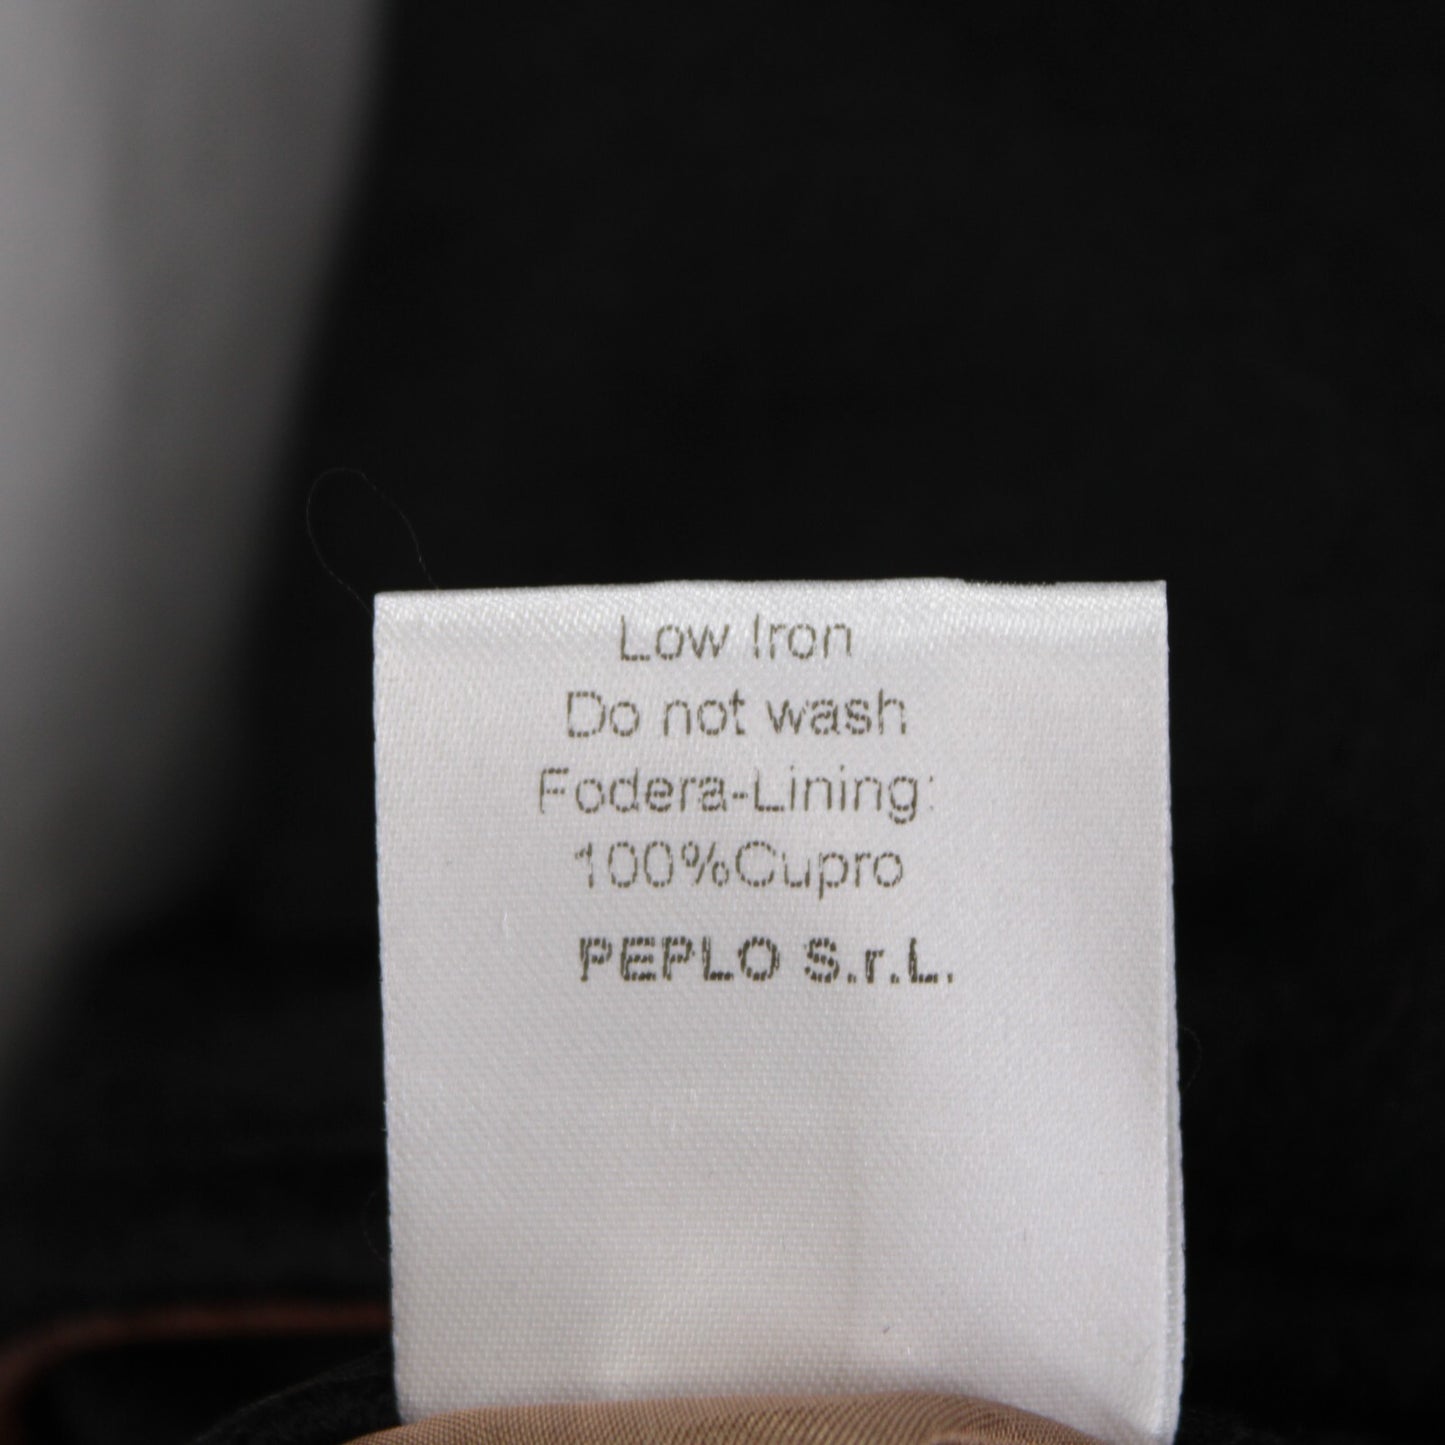 Low Iron
Do not wash
Fodera-Lining:
100%Cupro
PEPLO S.r.L.